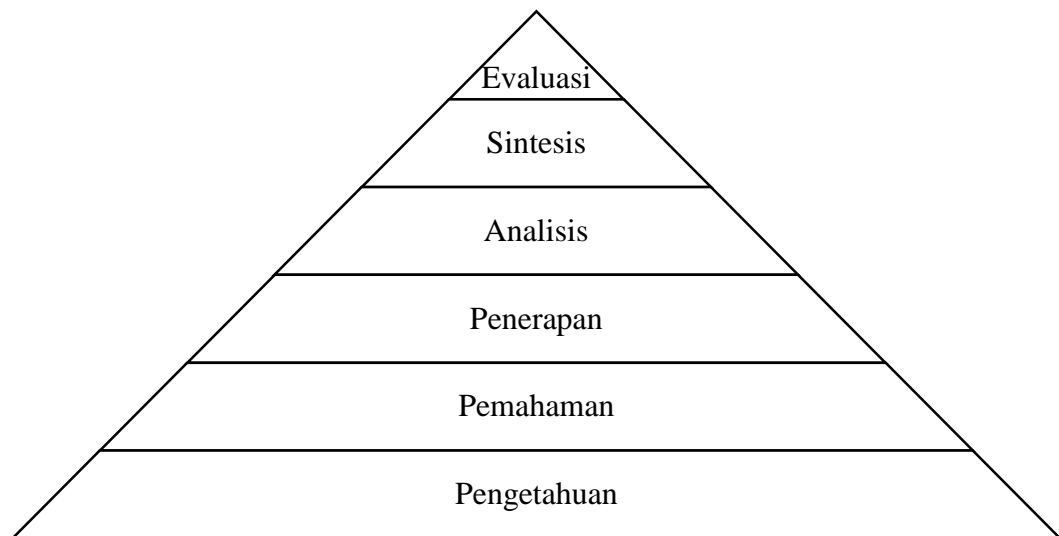 Evaluasi
Sintesis
Analisis
Penerapan
Pemahaman
Pengetahuan